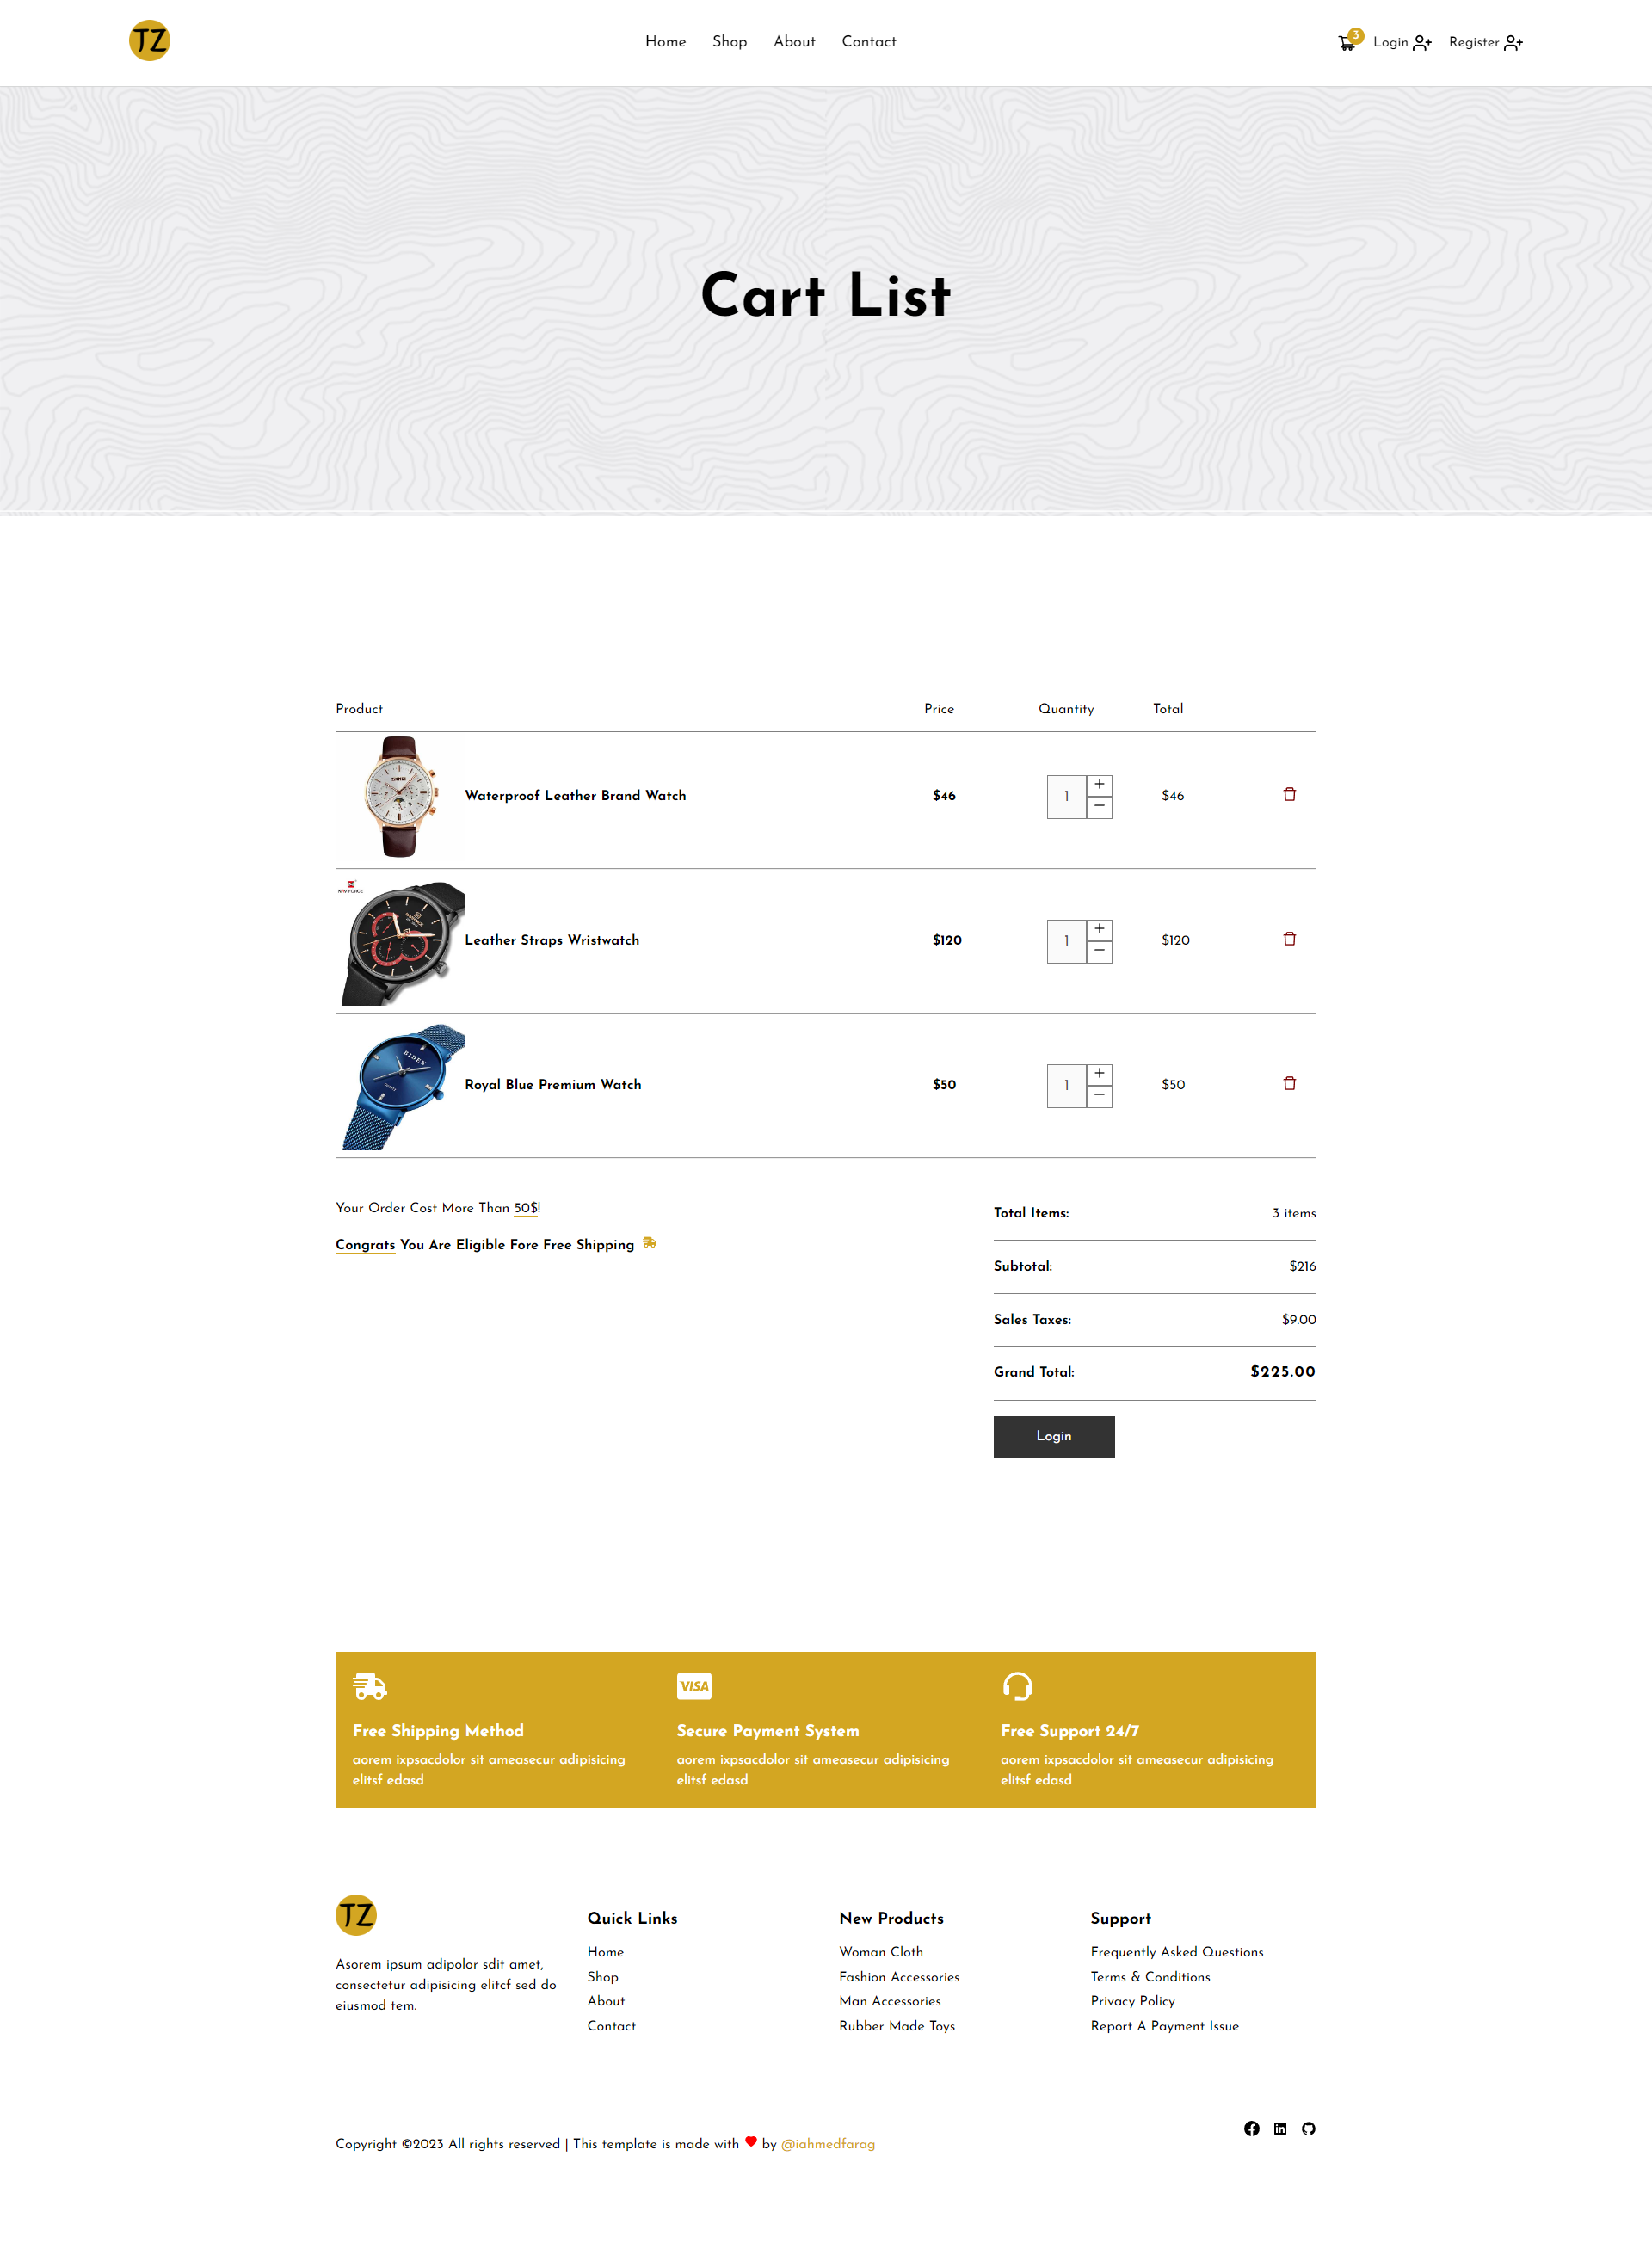 TZ
Home Shop About Contact
3
Login
Register
Cart List
Product Price Quantity Total
Waterproof Leather Brand Watch $46 1 + − $46
NAVIFORCE
Leather Straps Wristwatch $120 1 + − $120
BIDEN
QUARTZ
Royal Blue Premium Watch $50 1 + − $50
Your Order Cost More Than 50$!
Congrats You Are Eligible Fore Free Shipping
Total Items: 3 items
Subtotal: $216
Sales Taxes: $9.00
Grand Total: $225.00
Login
VISA
Free Shipping Method
aorem ixpsacdolor sit ameasecur adipisicing
elitsf edasd
Secure Payment System
aorem ixpsacdolor sit ameasecur adipisicing
elitsf edasd
Free Support 24/7
aorem ixpsacdolor sit ameasecur adipisicing
elitsf edasd
TZ
Asorem ipsum adipolor sdit amet,
consectetur adipisicing elitcf sed do
eiusmod tem.
Quick Links
Home
Shop
About
Contact
New Products
Woman Cloth
Fashion Accessories
Man Accessories
Rubber Made Toys
Support
Frequently Asked Questions
Terms & Conditions
Privacy Policy
Report A Payment Issue
Copyright ©2023 All rights reserved | This template is made with ♥ by @iahmedfarag